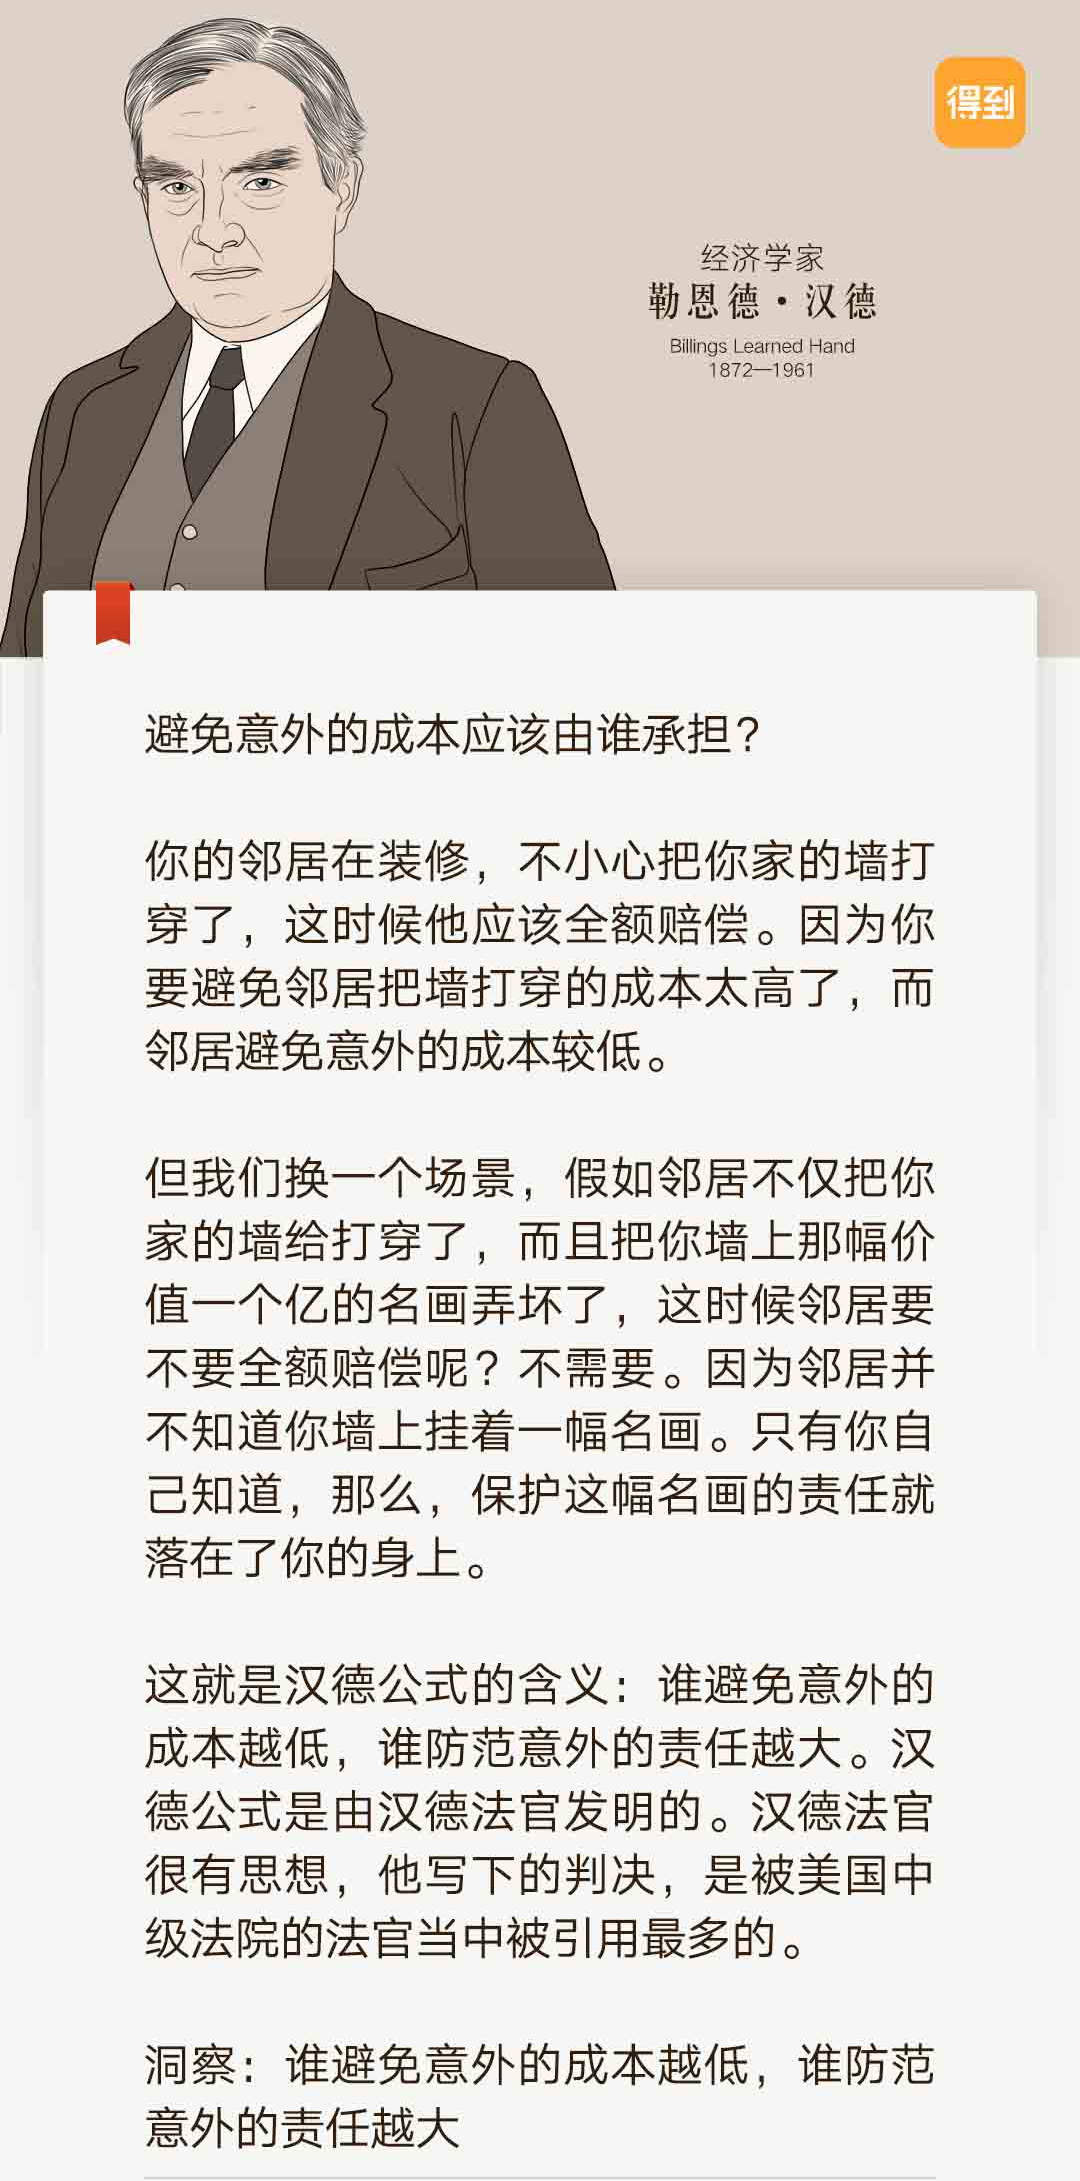 得到
经济学家
勒恩德·汉德
Billings Learned Hand
1872—1961
避免意外的成本应该由谁承担？
你的邻居在装修，不小心把你家的墙打
穿了，这时候他应该全额赔偿。因为你
要避免邻居把墙打穿的成本太高了，而
邻居避免意外的成本较低。
但我们换一个场景，假如邻居不仅把你
家的墙给打穿了，而且把你墙上那幅价
值一个亿的名画弄坏了，这时候邻居要
不要全额赔偿呢？不需要。因为邻居并
不知道你墙上挂着一幅名画。只有你自
己知道，那么，保护这幅名画的责任就
落在了你的身上。
这就是汉德公式的含义：谁避免意外的
成本越低，谁防范意外的责任越大。汉
德公式是由汉德法官发明的。汉德法官
很有思想，他写下的判决，是被美国中
级法院的法官当中被引用最多的。
洞察：谁避免意外的成本越低，谁防范
意外的责任越大